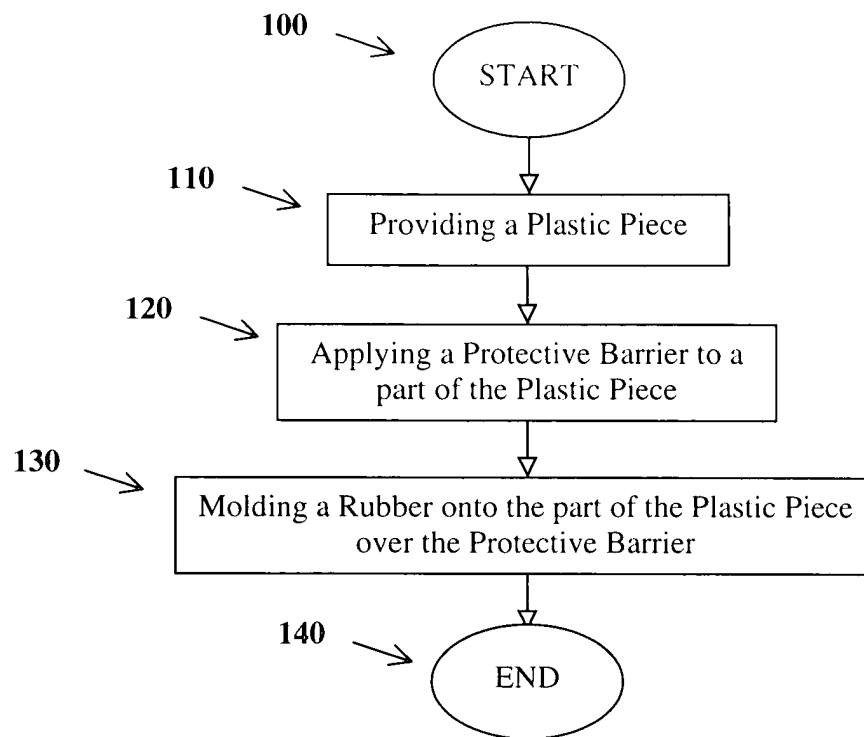 100
START
110
Providing a Plastic Piece
120
Applying a Protective Barrier to a
part of the Plastic Piece
130
Molding a Rubber onto the part of the Plastic Piece
over the Protective Barrier
140
END